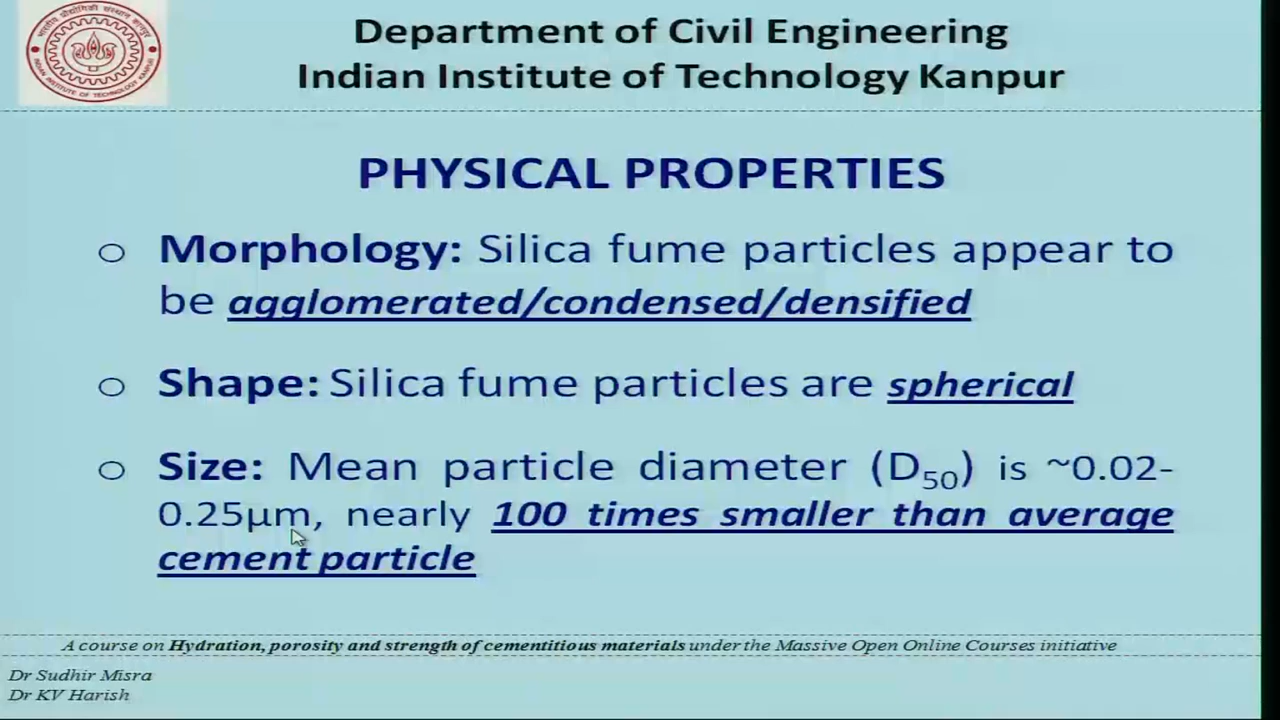 Department of Civil Engineering
Indian Institute of Technology Kanpur
PHYSICAL PROPERTIES
o Morphology: Silica fume particles appear to
be agglomerated/condensed/densified
o Shape: Silica fume particles are spherical
o Size: Mean particle diameter (D50) is ~0.02-
0.25μm, nearly 100 times smaller than average
cement particle
A course on Hydration, porosity and strength of cementitious materials under the Massive Open Online Courses initiative
Dr Sudhir Misra
Dr KV Harish